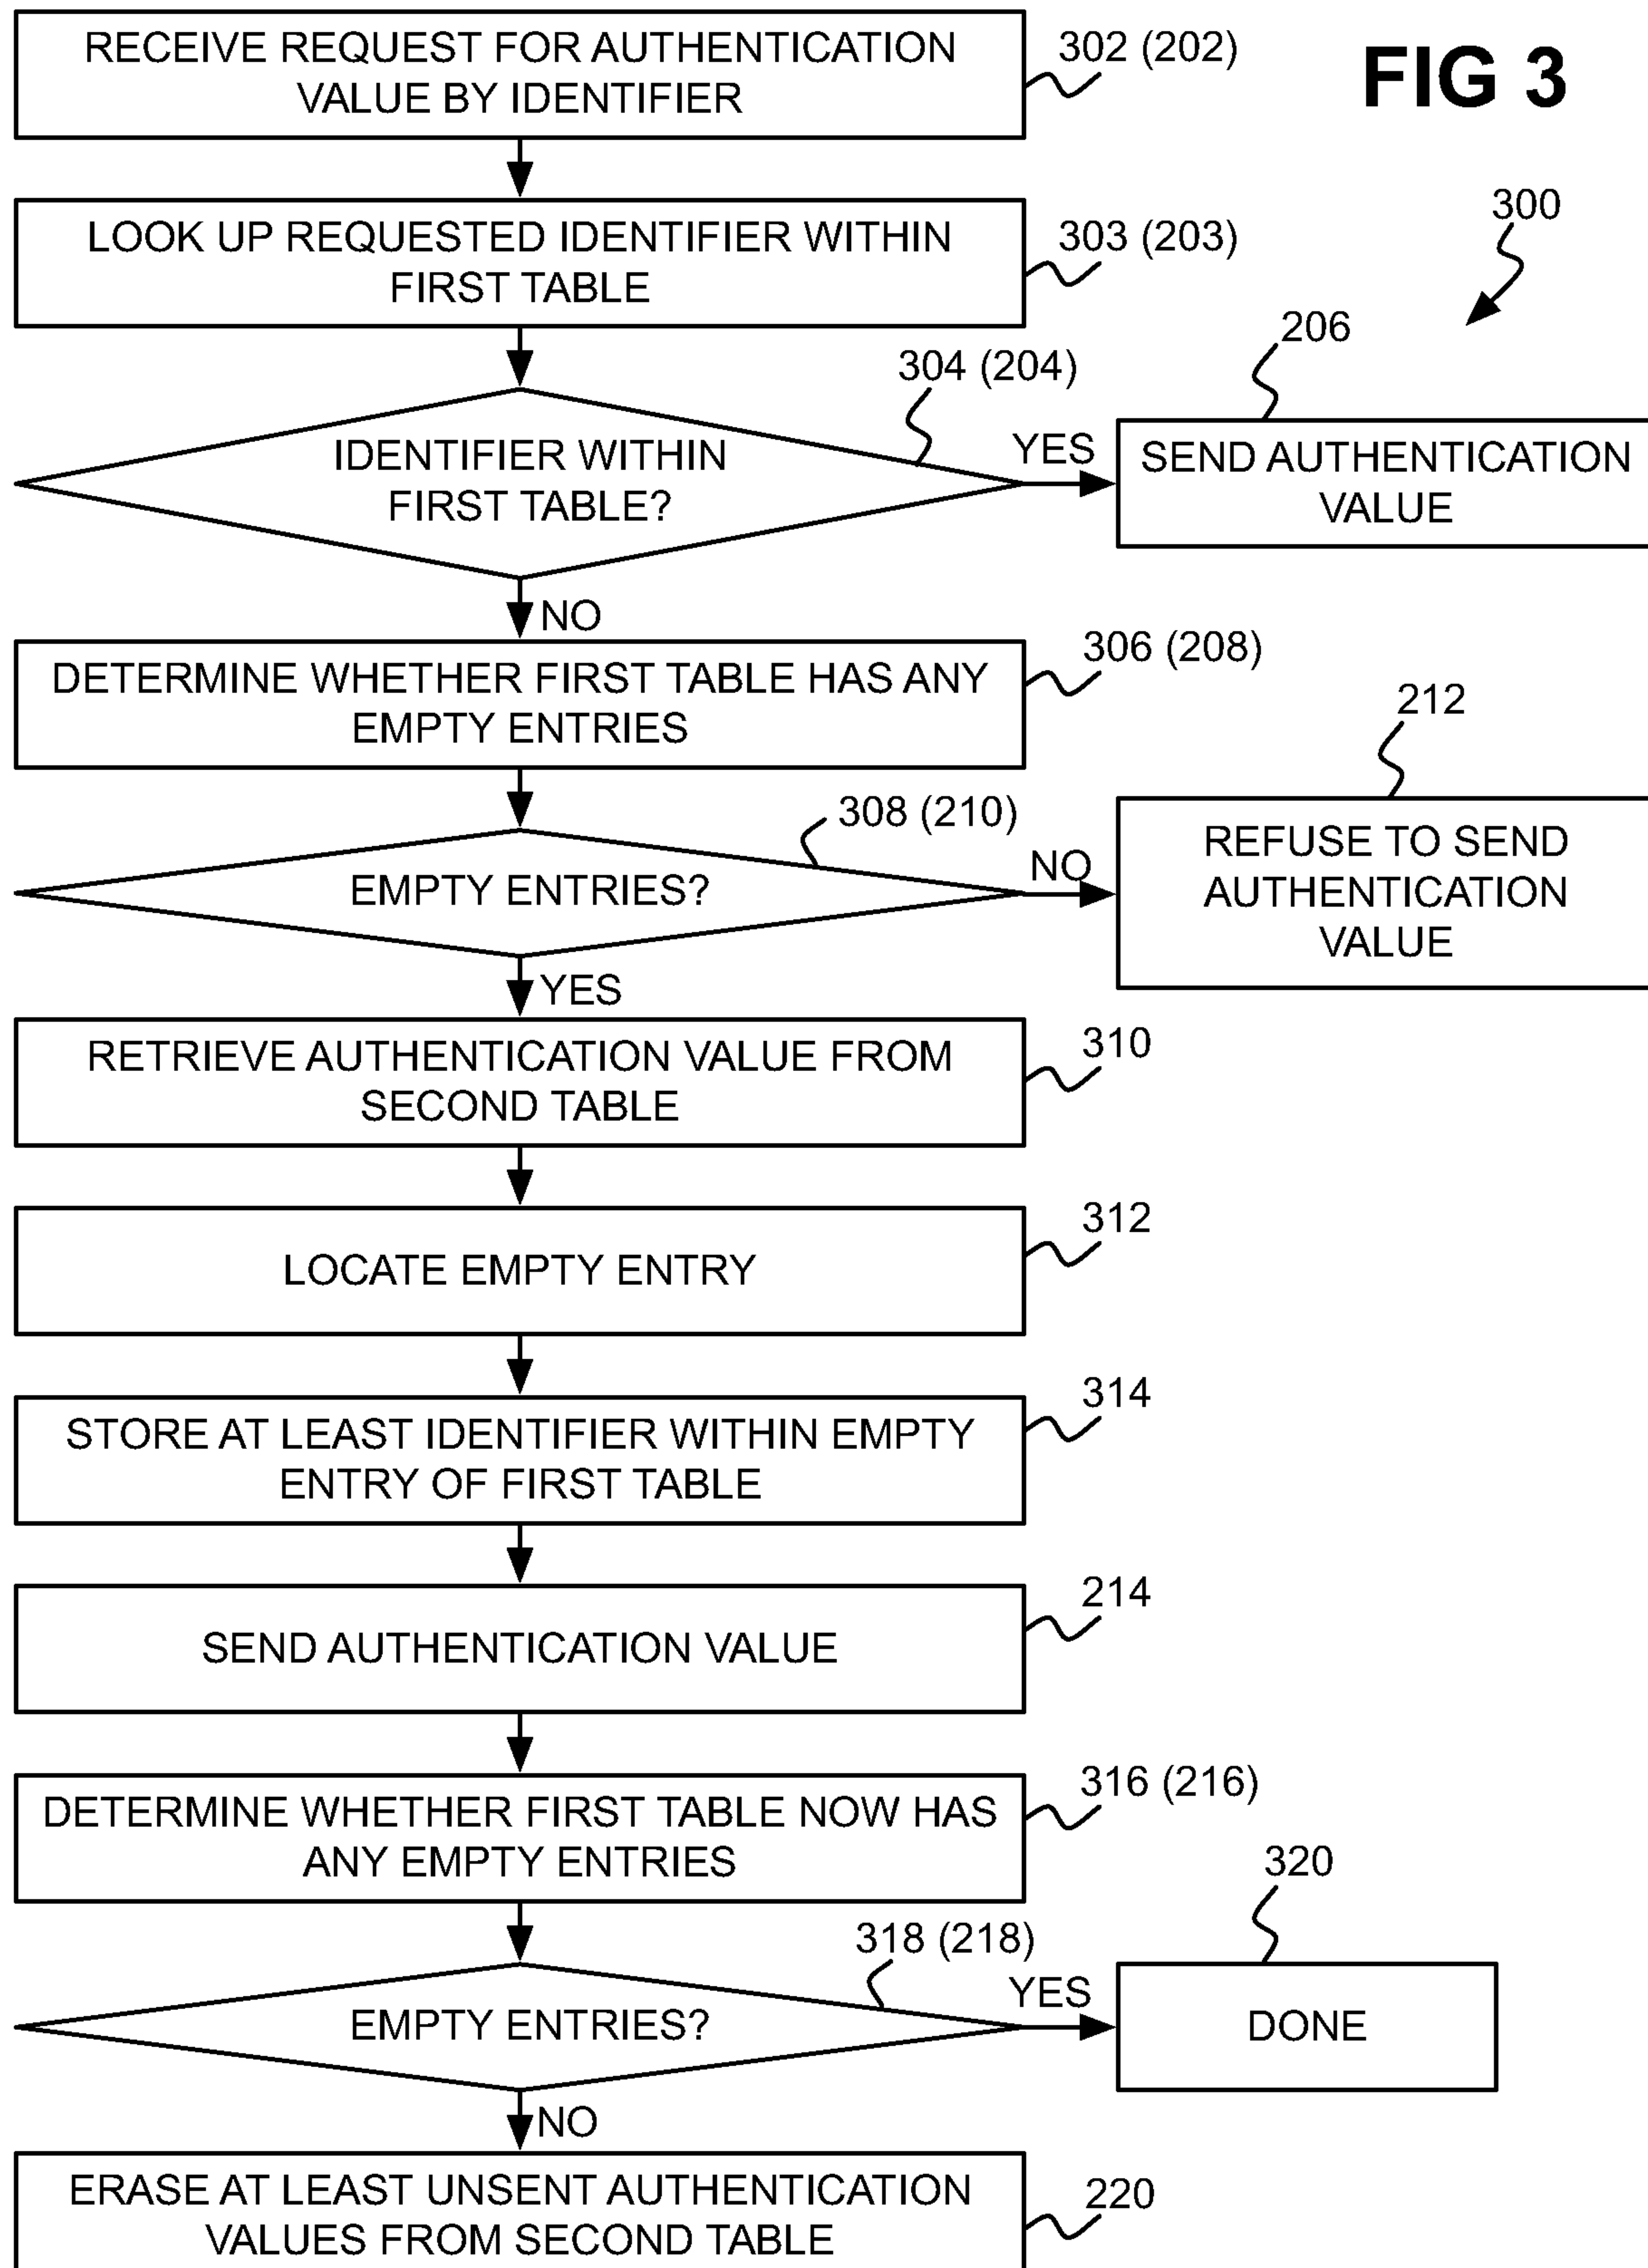 RECEIVE REQUEST FOR AUTHENTICATION
VALUE BY IDENTIFIER
302 (202)
FIG 3
LOOK UP REQUESTED IDENTIFIER WITHIN
FIRST TABLE
303 (203)
300
206
304 (204)
IDENTIFIER WITHIN
FIRST TABLE?
YES
SEND AUTHENTICATION
VALUE
NO
DETERMINE WHETHER FIRST TABLE HAS ANY
EMPTY ENTRIES
306 (208)
212
308 (210)
EMPTY ENTRIES?
NO
REFUSE TO SEND
AUTHENTICATION
VALUE
YES
RETRIEVE AUTHENTICATION VALUE FROM
SECOND TABLE
310
LOCATE EMPTY ENTRY
312
STORE AT LEAST IDENTIFIER WITHIN EMPTY
ENTRY OF FIRST TABLE
314
SEND AUTHENTICATION VALUE
214
DETERMINE WHETHER FIRST TABLE NOW HAS
ANY EMPTY ENTRIES
316 (216)
320
318 (218)
EMPTY ENTRIES?
YES
DONE
NO
ERASE AT LEAST UNSENT AUTHENTICATION
VALUES FROM SECOND TABLE
220